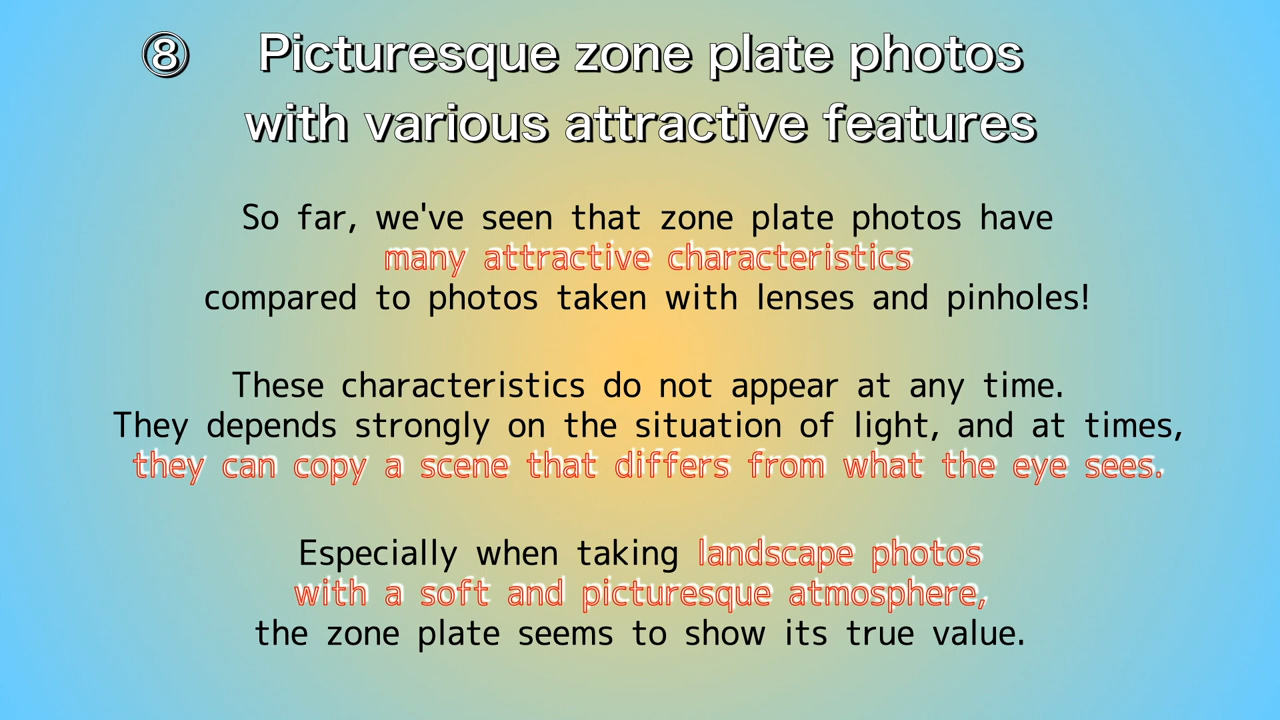 ⑧ Picturesque zone plate photos
with various attractive features
So far, we've seen that zone plate photos have
many attractive characteristics
compared to photos taken with lenses and pinholes!
These characteristics do not appear at any time.
They depends strongly on the situation of light, and at times,
they can copy a scene that differs from what the eye sees.
Especially when taking landscape photos
with a soft and picturesque atmosphere,
the zone plate seems to show its true value.